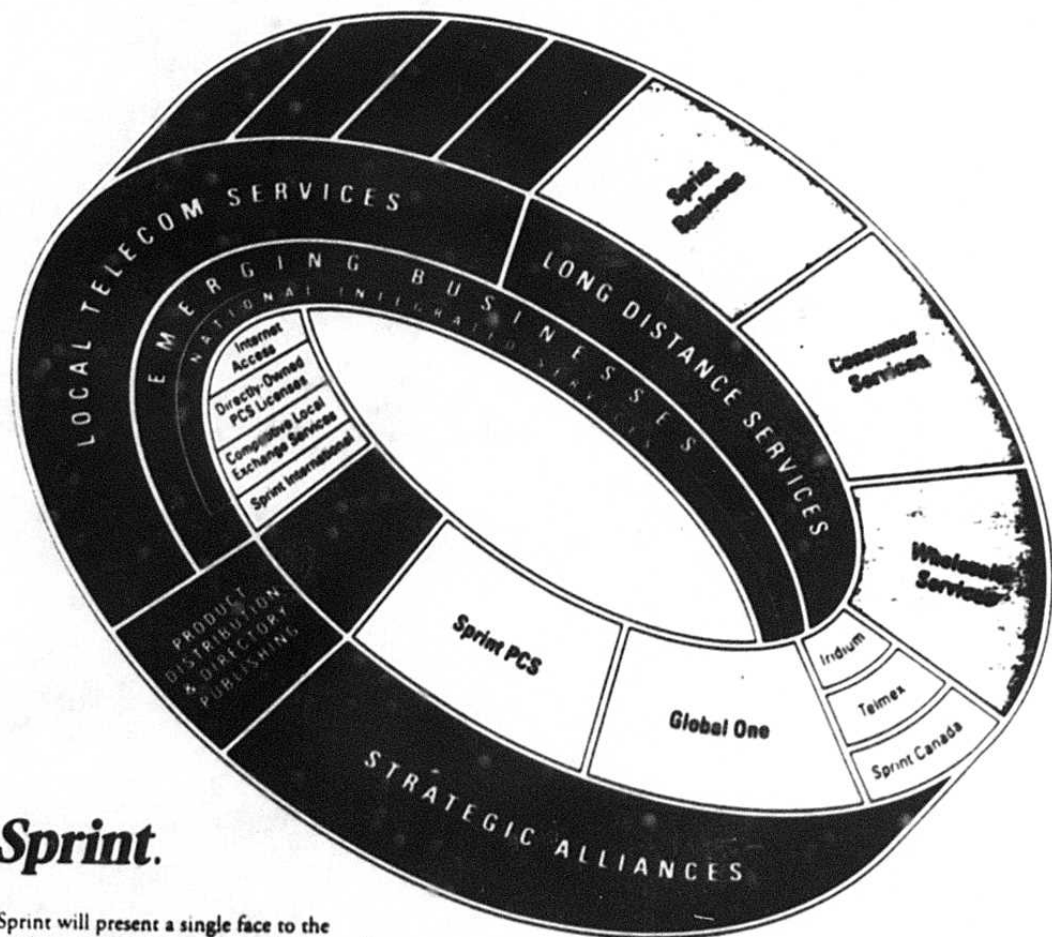 LOCAL TELECOM SERVICES
EMERGING BUSINESSES
NATIONAL INTEGRATED SERVICES
Internet
Access
Directly-Owned
PCS Licenses
Competitive Local
Exchange Services
Sprint International
LONG DISTANCE SERVICES
Sprint
Business
Consumer
Services
Wholesale
Services
PRODUCT
DISTRIBUTION
& DIRECTORY
PUBLISHING
Sprint PCS
Global One
Iridium
Telmex
Sprint Canada
STRATEGIC ALLIANCES
Sprint.
Sprint will present a single face to the